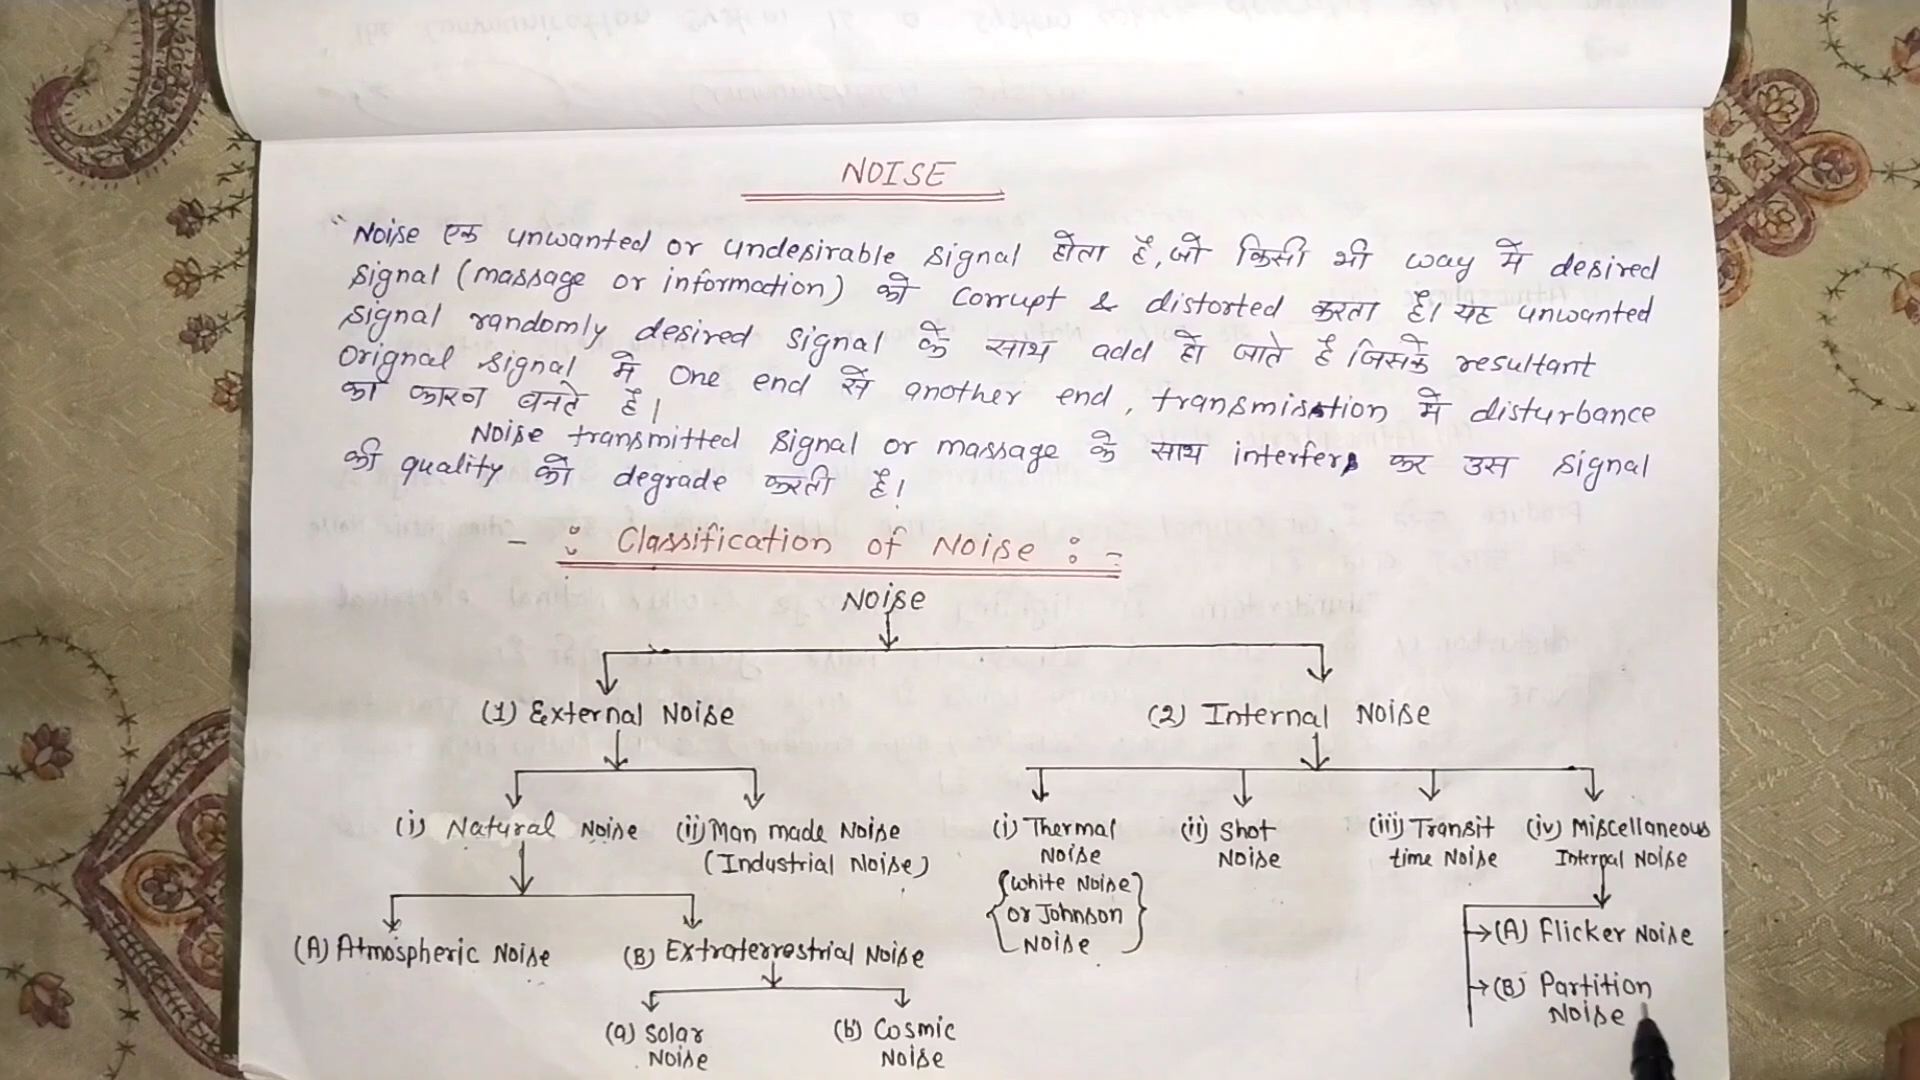 NOISE
"Noise एक unwanted or undesirable signal होता है, जो किसी भी way में desired
signal (massage or information) को corrupt & distorted करता है। यह unwanted
signal randomly desired signal के साथ add हो जाते है जिसके resultant
orignal signal मे one end से another end, transmission में disturbance
का कारण बनते है।
Noise transmitted signal or massage के साथ interfere कर उस signal
की quality को degrade करती है।
- : Classification of Noise : -
Noise
(1) External Noise
(2) Internal Noise
(i) Natural Noise
(ii) Man made Noise
(Industrial Noise)
(i) Thermal
Noise
{White Noise
or Johnson
Noise}
(ii) Shot
Noise
(iii) Transit
time Noise
(iv) Miscellaneous
Internal Noise
(A) Atmospheric Noise
(B) Extraterrestrial Noise
(A) Flicker Noise
(B) Partition
Noise
(a) Solar
Noise
(b) Cosmic
Noise